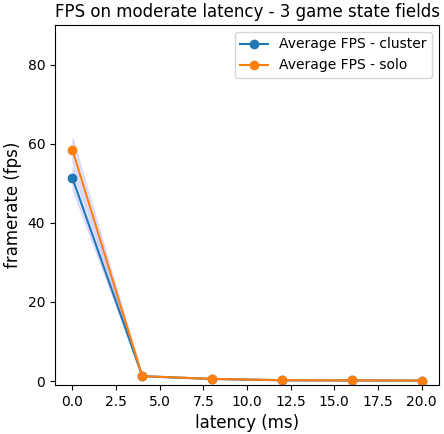 FPS on moderate latency - 3 game state fields
Average FPS - cluster
Average FPS - solo
framerate (fps)
80
60
40
20
0
0.0 2.5 5.0 7.5 10.0 12.5 15.0 17.5 20.0
latency (ms)